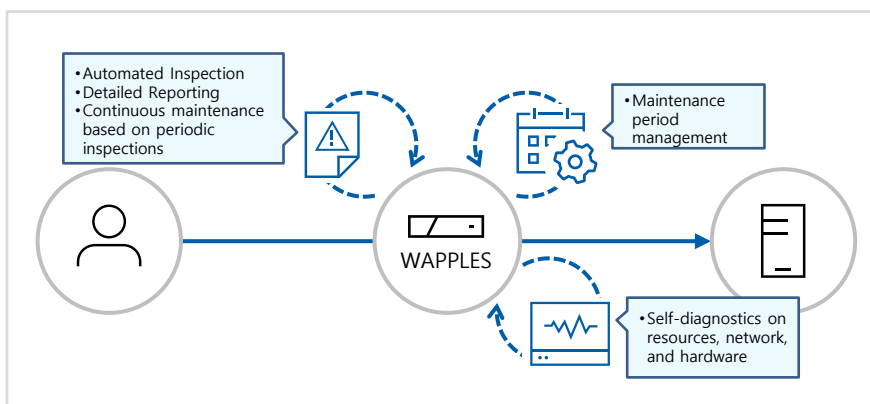 •Automated Inspection
•Detailed Reporting
•Continuous maintenance
based on periodic
inspections
•Maintenance
period
management
WAPPLES
•Self-diagnostics on
resources, network,
and hardware